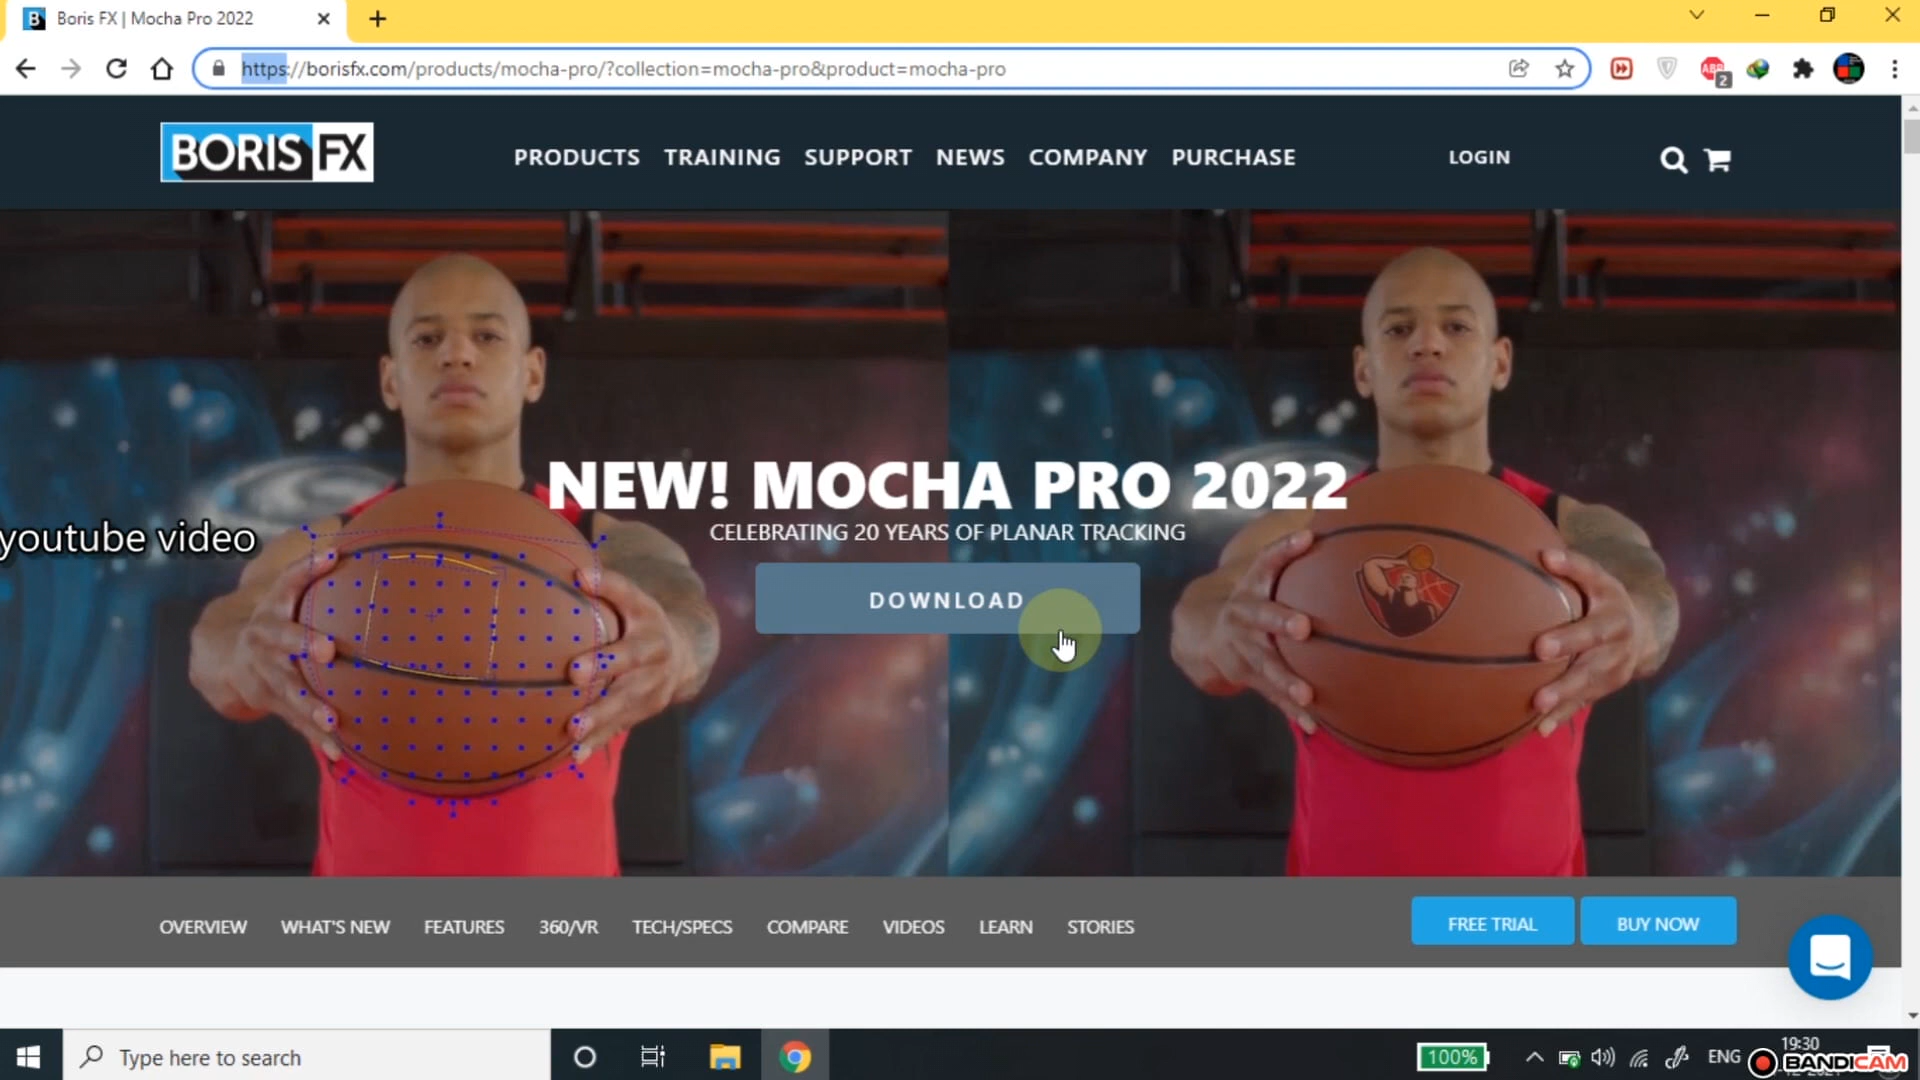 Boris FX | Mocha Pro 2022
https://borisfx.com/products/mocha-pro/?collection=mocha-pro&product=mocha-pro
ABP
2
BORIS FX
PRODUCTS TRAINING SUPPORT NEWS COMPANY PURCHASE LOGIN
NEW! MOCHA PRO 2022
CELEBRATING 20 YEARS OF PLANAR TRACKING
youtube video
DOWNLOAD
OVERVIEW WHAT'S NEW FEATURES 360/VR TECH/SPECS COMPARE VIDEOS LEARN STORIES FREE TRIAL BUY NOW
Type here to search
100%
ENG
19:30
BANDICAM